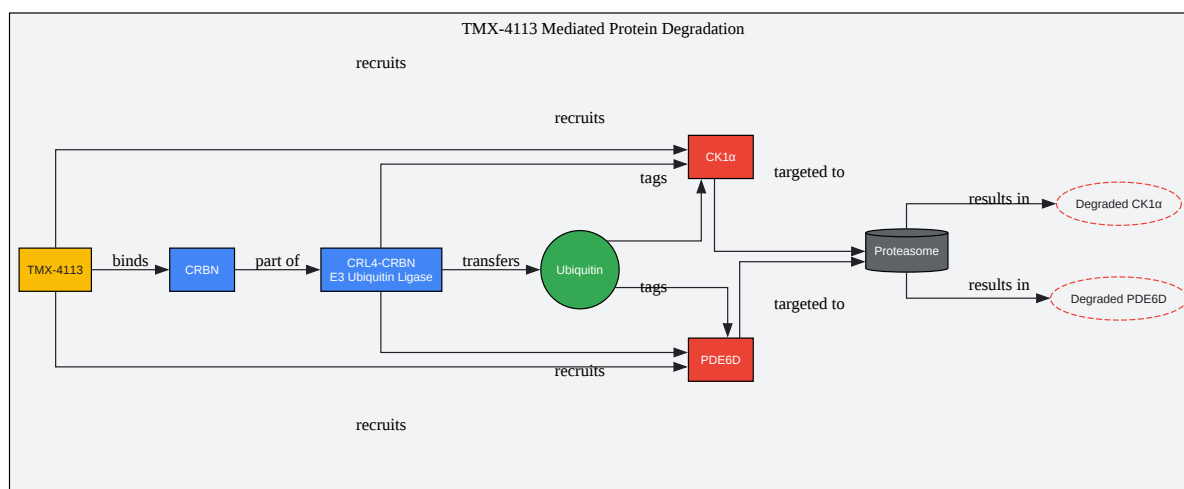 TMX-4113 Mediated Protein Degradation
recruits
recruits
CK1α
tags
targeted to
results in
Degraded CK1α
TMX-4113
binds
CRBN
part of
CRL4-CRBN
E3 Ubiquitin Ligase
transfers
Ubiquitin
Proteasome
tags
targeted to
results in
Degraded PDE6D
PDE6D
recruits
recruits